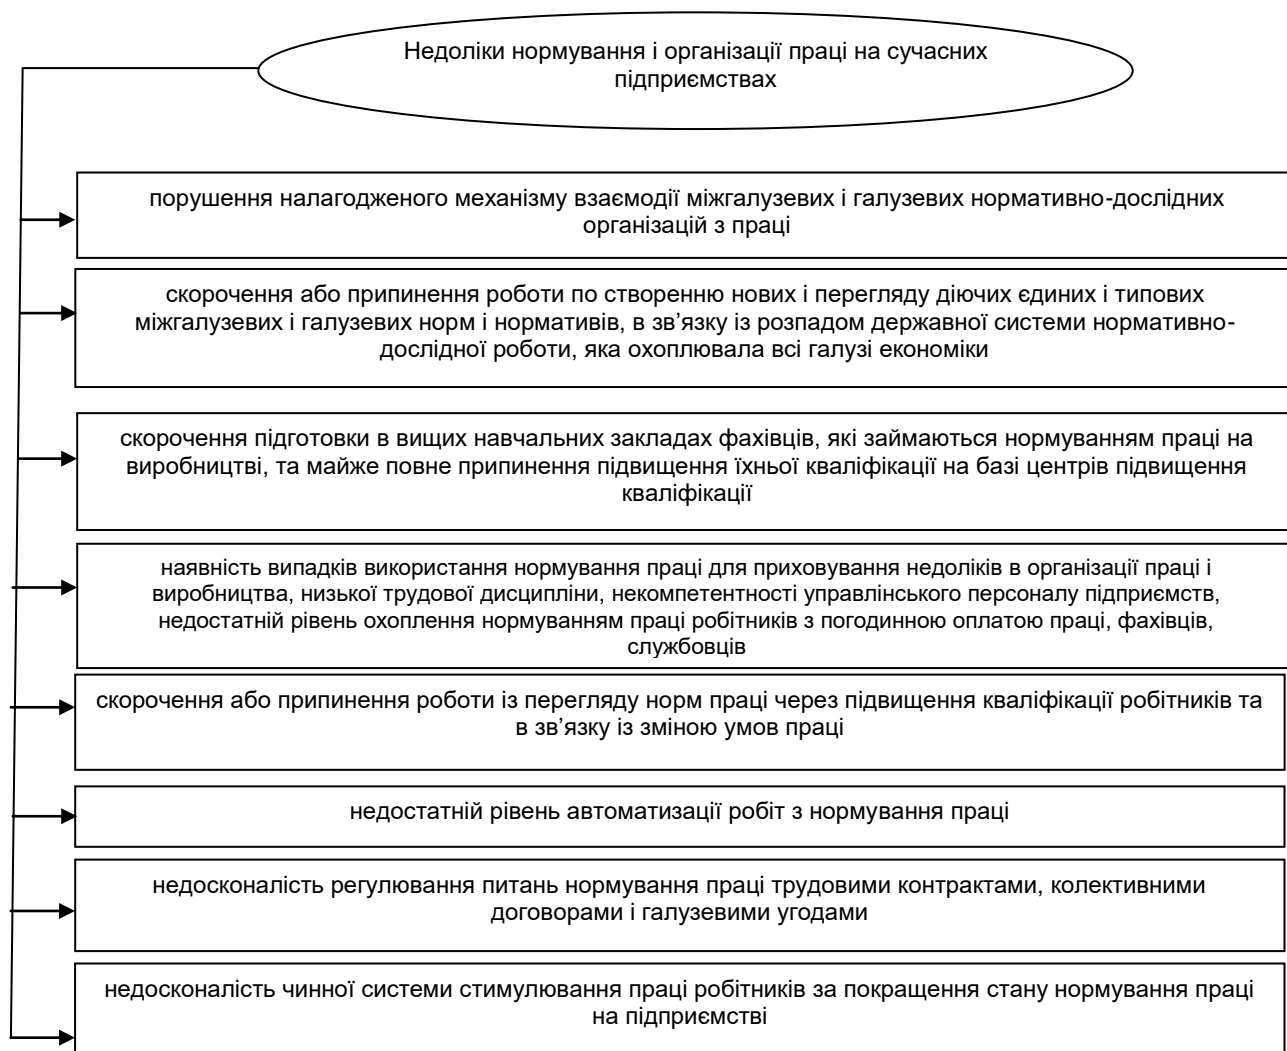 Недоліки нормування і організації праці на сучасних
підприємствах
порушення налагодженого механізму взаємодії міжгалузевих і галузевих нормативно-дослідних
організацій з праці
скорочення або припинення роботи по створенню нових і перегляду діючих єдиних і типових
міжгалузевих і галузевих норм і нормативів, в зв’язку із розпадом державної системи нормативно-
дослідної роботи, яка охоплювала всі галузі економіки
скорочення підготовки в вищих навчальних закладах фахівців, які займаються нормуванням праці на
виробництві, та майже повне припинення підвищення їхньої кваліфікації на базі центрів підвищення
кваліфікації
наявність випадків використання нормування праці для приховування недоліків в організації праці і
виробництва, низької трудової дисципліни, некомпетентності управлінського персоналу підприємств,
недостатній рівень охоплення нормуванням праці робітників з погодинною оплатою праці, фахівців,
службовців
скорочення або припинення роботи із перегляду норм праці через підвищення кваліфікації робітників та
в зв’язку із зміною умов праці
недостатній рівень автоматизації робіт з нормування праці
недосконалість регулювання питань нормування праці трудовими контрактами, колективними
договорами і галузевими угодами
недосконалість чинної системи стимулювання праці робітників за покращення стану нормування праці
на підприємстві